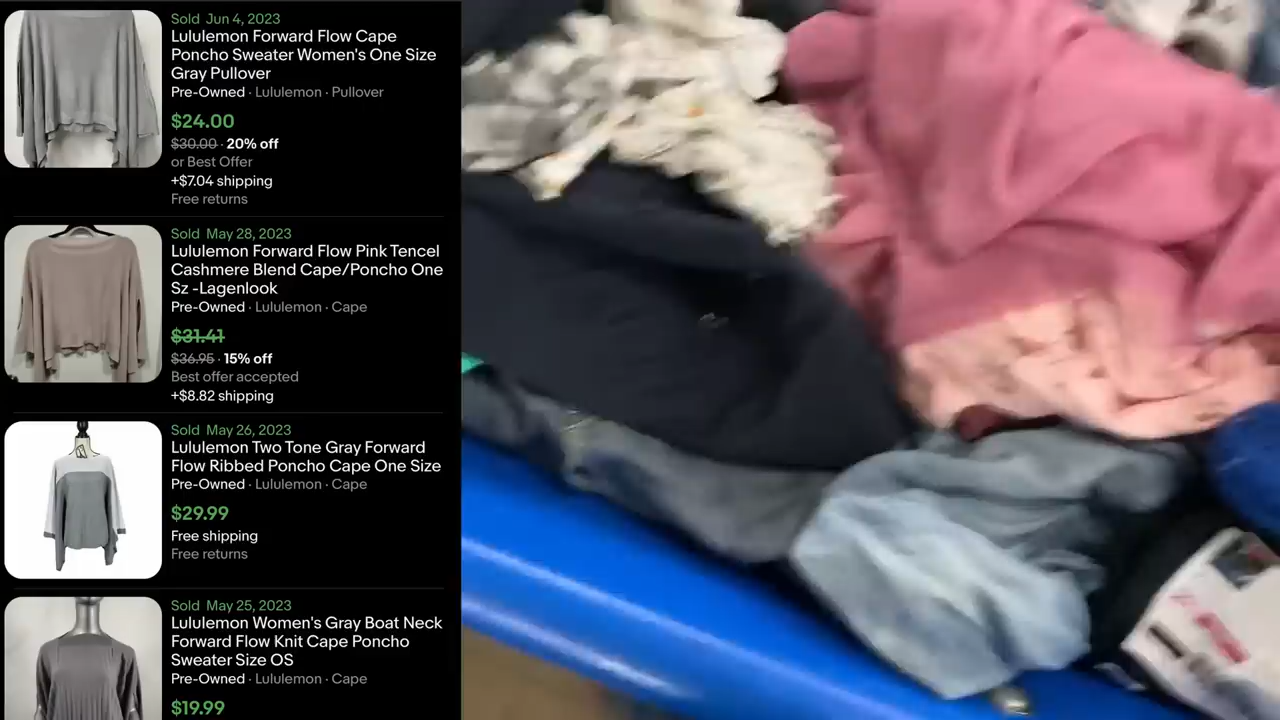 Sold Jun 4, 2023
Lululemon Forward Flow Cape
Poncho Sweater Women's One Size
Gray Pullover
Pre-Owned · Lululemon · Pullover
$24.00
$30.00 · 20% off
or Best Offer
+$7.04 shipping
Free returns
Sold May 28, 2023
Lululemon Forward Flow Pink Tencel
Cashmere Blend Cape/Poncho One
Sz -Lagenlook
Pre-Owned · Lululemon · Cape
$31.41
$36.95 · 15% off
Best offer accepted
+$8.82 shipping
Sold May 26, 2023
Lululemon Two Tone Gray Forward
Flow Ribbed Poncho Cape One Size
Pre-Owned · Lululemon · Cape
$29.99
Free shipping
Free returns
Sold May 25, 2023
Lululemon Women's Gray Boat Neck
Forward Flow Knit Cape Poncho
Sweater Size OS
Pre-Owned · Lululemon · Cape
$19.99